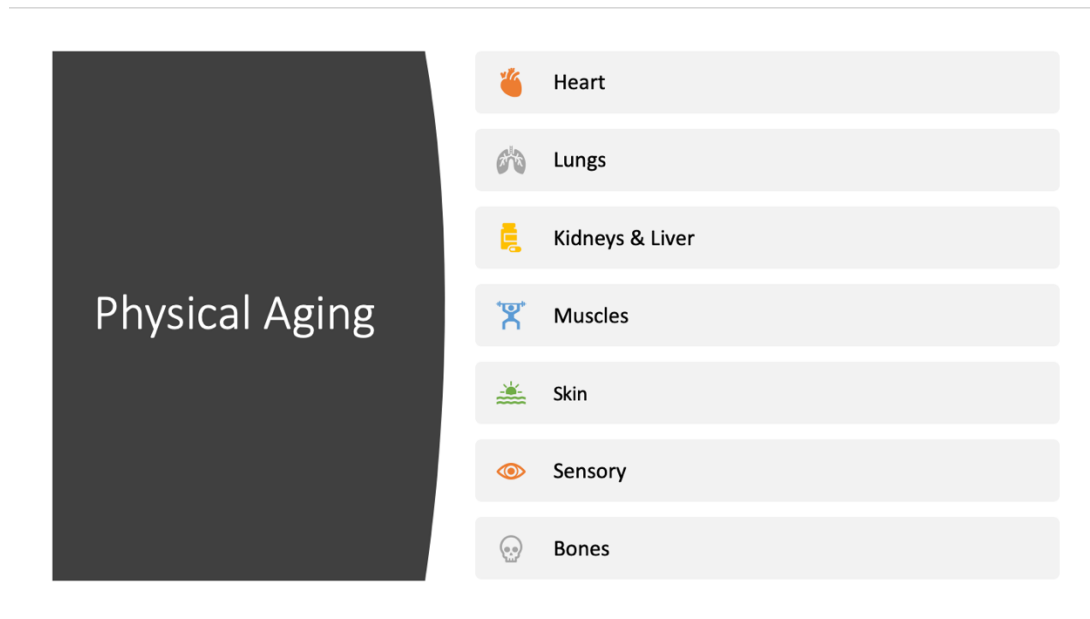 Physical Aging
Heart
Lungs
Kidneys & Liver
Muscles
Skin
Sensory
Bones